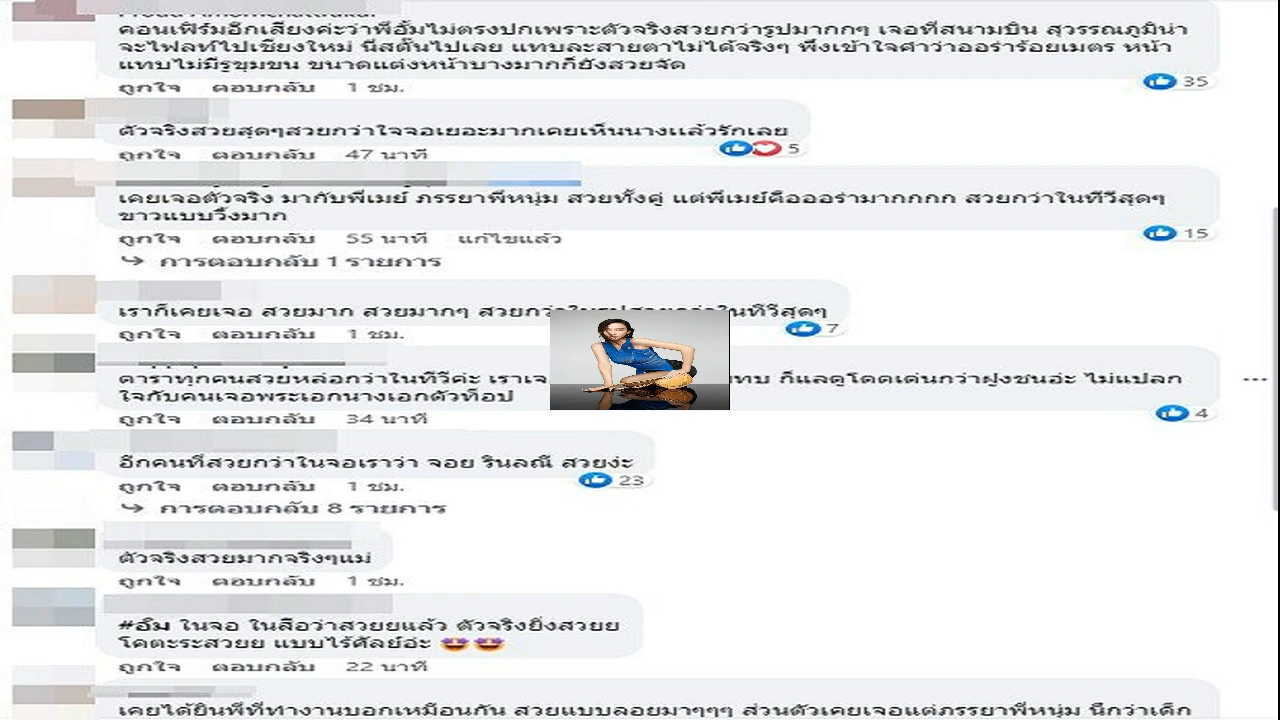 คอนเฟิร์มอีกเสียงค่ะว่าพี่อั้มไม่ตรงปกเพราะตัวจริงสวยกว่ารูปมากกๆ เจอที่สนามบิน สุวรรณภูมิน่า
จะไฟลท์ไปเชียงใหม่ นี่สตั๊นไปเลย แทบละสายตาไม่ได้จริงๆ พึ่งเข้าใจคำว่าออร่าร้อยเมตร หน้า
แทบไม่มีรูขุมขน ขนาดแต่งหน้าบางมากก็ยังสวยจัด
ถูกใจ ตอบกลับ 1 ชม. 35
ตัวจริงสวยสุดๆสวยกว่าใจจอเยอะมากเคยเห็นนางแล้วรักเลย
ถูกใจ ตอบกลับ 47 นาที 5
เคยเจอตัวจริง มากับพี่เมย์ ภรรยาพี่หนุ่ม สวยทั้งคู่ แต่พี่เมย์คือออร่ามากกกก สวยกว่าในทีวีสุดๆ
ขาวแบบวิ้งมาก
ถูกใจ ตอบกลับ 55 นาที แก้ไขแล้ว 15
การตอบกลับ 1 รายการ
เราก็เคยเจอ สวยมาก สวยมากๆ สวยกว่าในรูปสวยกว่าในทีวีสุดๆ
ถูกใจ ตอบกลับ 1 ชม. 7
ดาราทุกคนสวยหล่อกว่าในทีวีค่ะ เราเจ ทบ ก็แลดูโดดเด่นกว่าฝูงชนอ่ะ ไม่แปลก
ใจกับคนเจอพระเอกนางเอกตัวท็อป
ถูกใจ ตอบกลับ 34 นาที 4
อีกคนที่สวยกว่าในจอเราว่า จอย รินลณี สวยง่ะ
ถูกใจ ตอบกลับ 1 ชม. 23
การตอบกลับ 8 รายการ
ตัวจริงสวยมากจริงๆแม่
ถูกใจ ตอบกลับ 1 ชม.
#อั้ม ในจอ ในสื่อว่าสวยยแล้ว ตัวจริงยิ่งสวยย
โคตะระสวยย แบบไร้ศัลย์อ่ะ 🤩🤩
ถูกใจ ตอบกลับ 22 นาที
เคยได้ยินพี่ที่ทำงานบอกเหมือนกัน สวยแบบลอยมาๆๆๆ ส่วนตัวเคยเจอแต่ภรรยาพี่หนุ่ม นึกว่าเด็ก